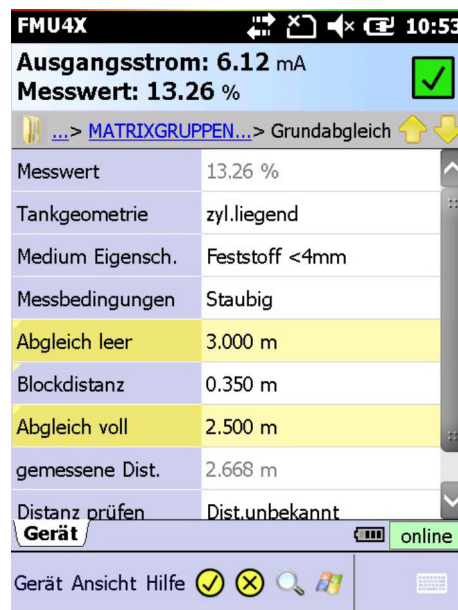 FMU4X 10:53
Ausgangsstrom: 6.12 mA
Messwert: 13.26 %
...> MATRIXGRUPPEN...> Grundabgleich
Messwert 13.26 %
Tankgeometrie zyl.liegend
Medium Eigensch. Feststoff <4mm
Messbedingungen Staubig
Abgleich leer 3.000 m
Blockdistanz 0.350 m
Abgleich voll 2.500 m
gemessene Dist. 2.668 m
Distanz prüfen Dist.unbekannt
Gerät online
Gerät Ansicht Hilfe